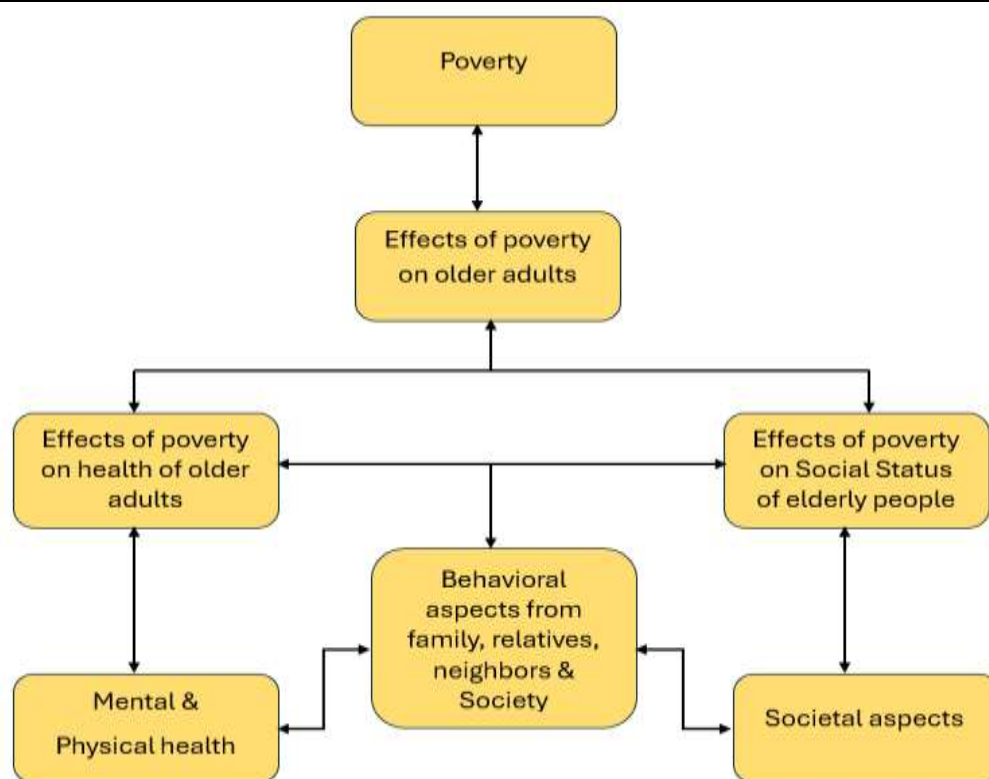 Poverty
Effects of poverty
on older adults
Effects of poverty
on health of older
adults
Effects of poverty
on Social Status
of elderly people
Behavioral
aspects from
family, relatives,
neighbors &
Society
Mental &
Physical health
Societal aspects